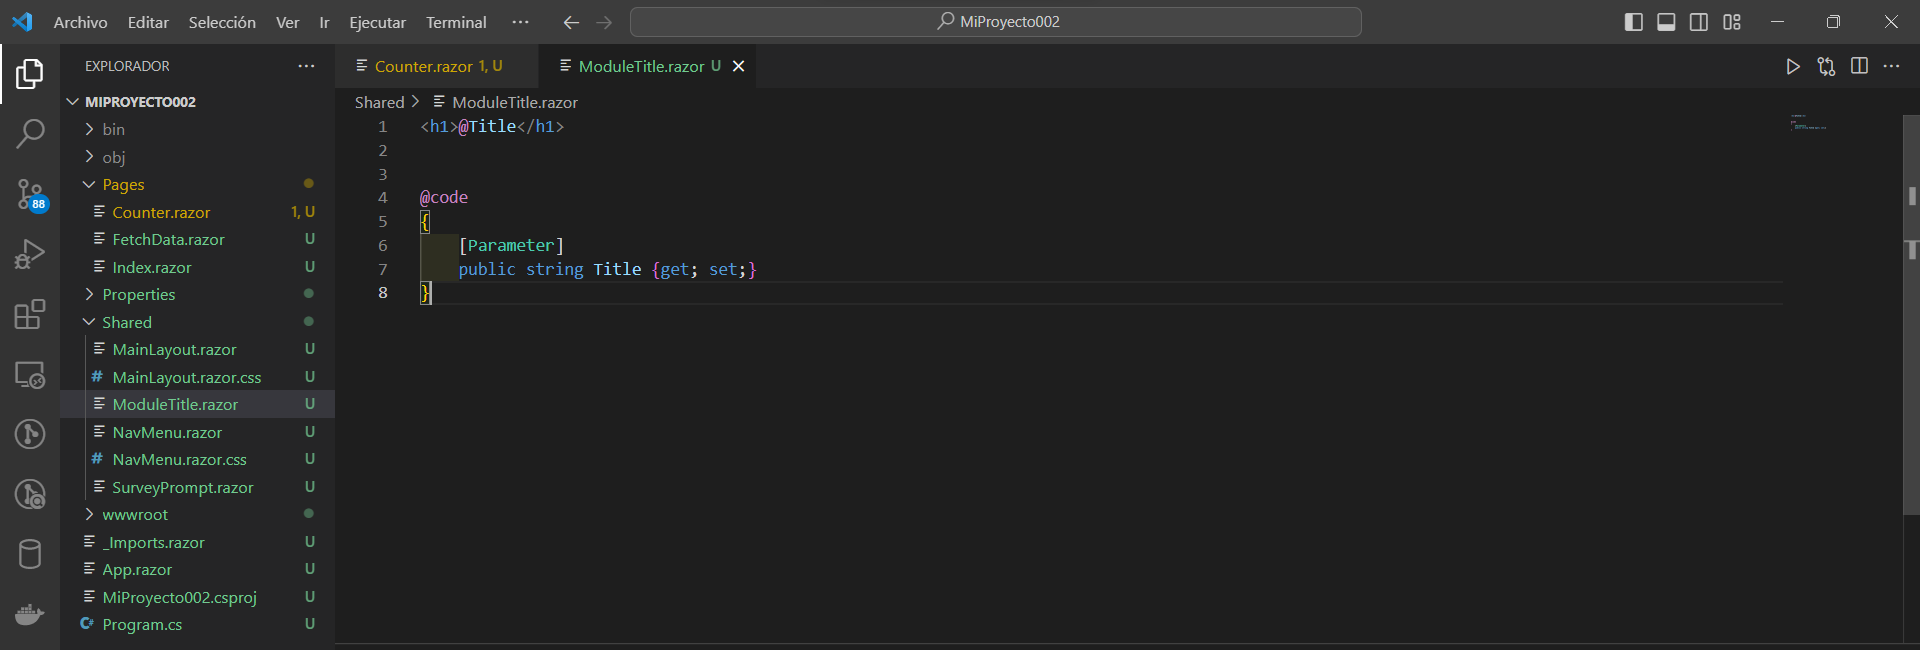 Archivo Editar Selección Ver Ir Ejecutar Terminal ··· MiProyecto002
EXPLORADOR ···
MIPROYECTO002
bin
obj
Pages
Counter.razor 1, U
FetchData.razor U
Index.razor U
Properties
Shared
MainLayout.razor U
MainLayout.razor.css U
ModuleTitle.razor U
NavMenu.razor U
NavMenu.razor.css U
SurveyPrompt.razor U
wwwroot
_Imports.razor U
App.razor U
MiProyecto002.csproj U
Program.cs U
88
Counter.razor 1, U ModuleTitle.razor U
Shared > ModuleTitle.razor
1 <h1>@Title</h1>
2
3
4 @code
5 {
6 [Parameter]
7 public string Title {get; set;}
8 }